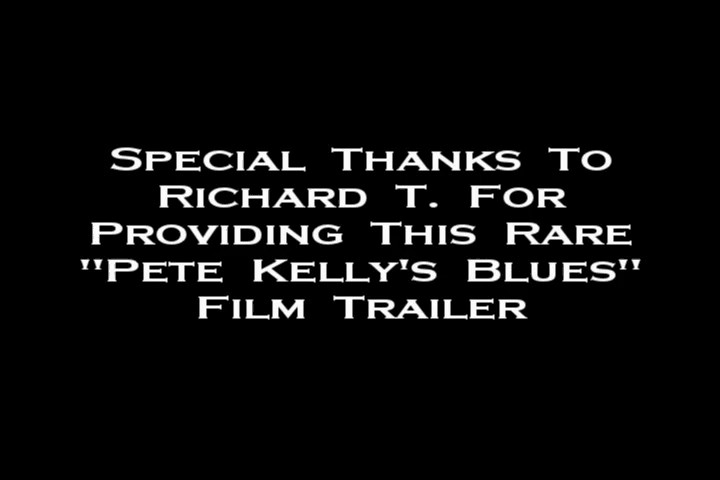 Special Thanks To
Richard T. For
Providing This Rare
"Pete Kelly's Blues"
Film Trailer